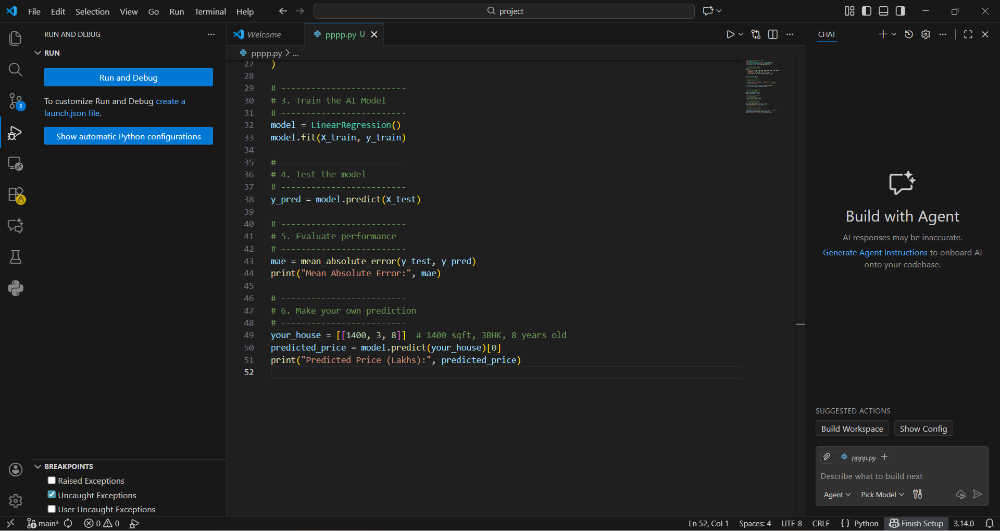 File Edit Selection View Go Run Terminal Help
project
RUN AND DEBUG
RUN
Run and Debug
To customize Run and Debug create a
launch.json file.
Show automatic Python configurations
BREAKPOINTS
Raised Exceptions
Uncaught Exceptions
User Uncaught Exceptions
Welcome
pppp.py U
pppp.py > ...
27 )
28
29 # -------------------------
30 # 3. Train the AI Model
31 # -------------------------
32 model = LinearRegression()
33 model.fit(X_train, y_train)
34
35 # -------------------------
36 # 4. Test the model
37 # -------------------------
38 y_pred = model.predict(X_test)
39
40 # -------------------------
41 # 5. Evaluate performance
42 # -------------------------
43 mae = mean_absolute_error(y_test, y_pred)
44 print("Mean Absolute Error:", mae)
45
46 # -------------------------
47 # 6. Make your own prediction
48 # -------------------------
49 your_house = [[1400, 3, 8]]  # 1400 sqft, 3BHK, 8 years old
50 predicted_price = model.predict(your_house)[0]
51 print("Predicted Price (Lakhs):", predicted_price)
52
CHAT
Build with Agent
AI responses may be inaccurate.
Generate Agent Instructions to onboard AI
onto your codebase.
SUGGESTED ACTIONS
Build Workspace Show Config
pppp.py +
Describe what to build next
Agent Pick Model
1
main* 0 0
Ln 52, Col 1 Spaces: 4 UTF-8 CRLF {} Python Finish Setup 3.14.0